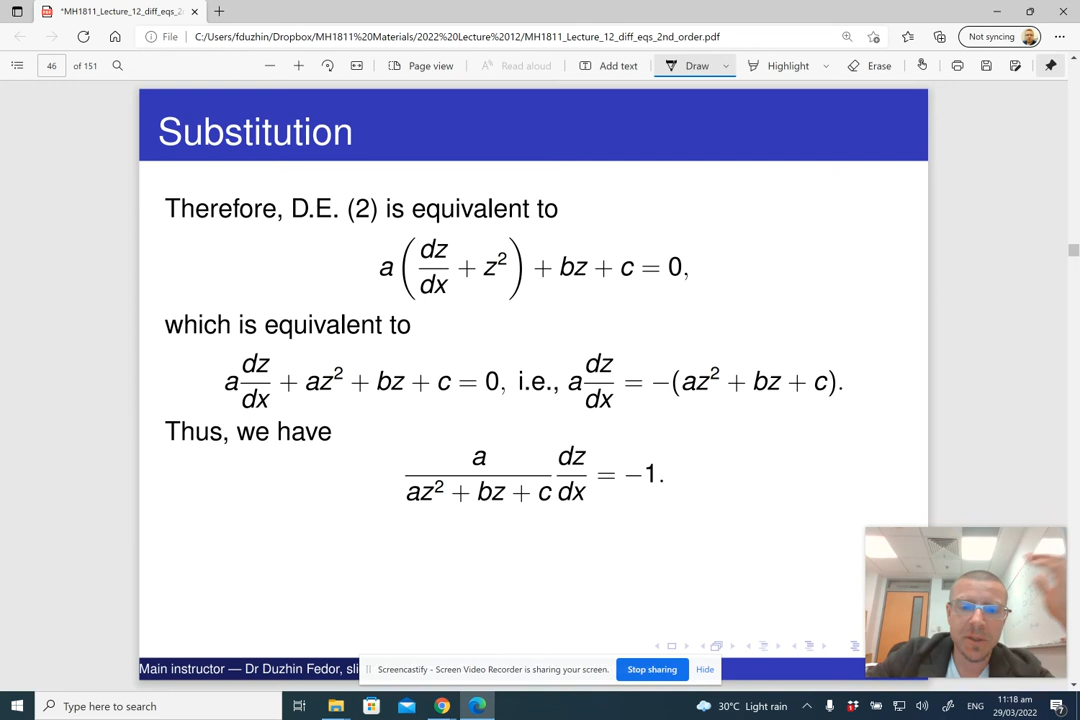 *MH1811_Lecture_12_diff_eqs_2
File
C:/Users/fduzhin/Dropbox/MH1811%20Materials/2022%20Lecture%2012/MH1811_Lecture_12_diff_eqs_2nd_order.pdf
Not syncing
46 of 151
Page view
Read aloud
Add text
Draw
Highlight
Erase
Substitution
Therefore, D.E. (2) is equivalent to
a(dz/dx + z²) + bz + c = 0,
which is equivalent to
a dz/dx + az² + bz + c = 0, i.e., a dz/dx = −(az² + bz + c).
Thus, we have
a/(az² + bz + c) dz/dx = −1.
Main instructor — Dr Duzhin Fedor, sli
Screencastify - Screen Video Recorder is sharing your screen.
Stop sharing
Hide
Type here to search
30°C Light rain
ENG
11:18 am
29/03/2022
7